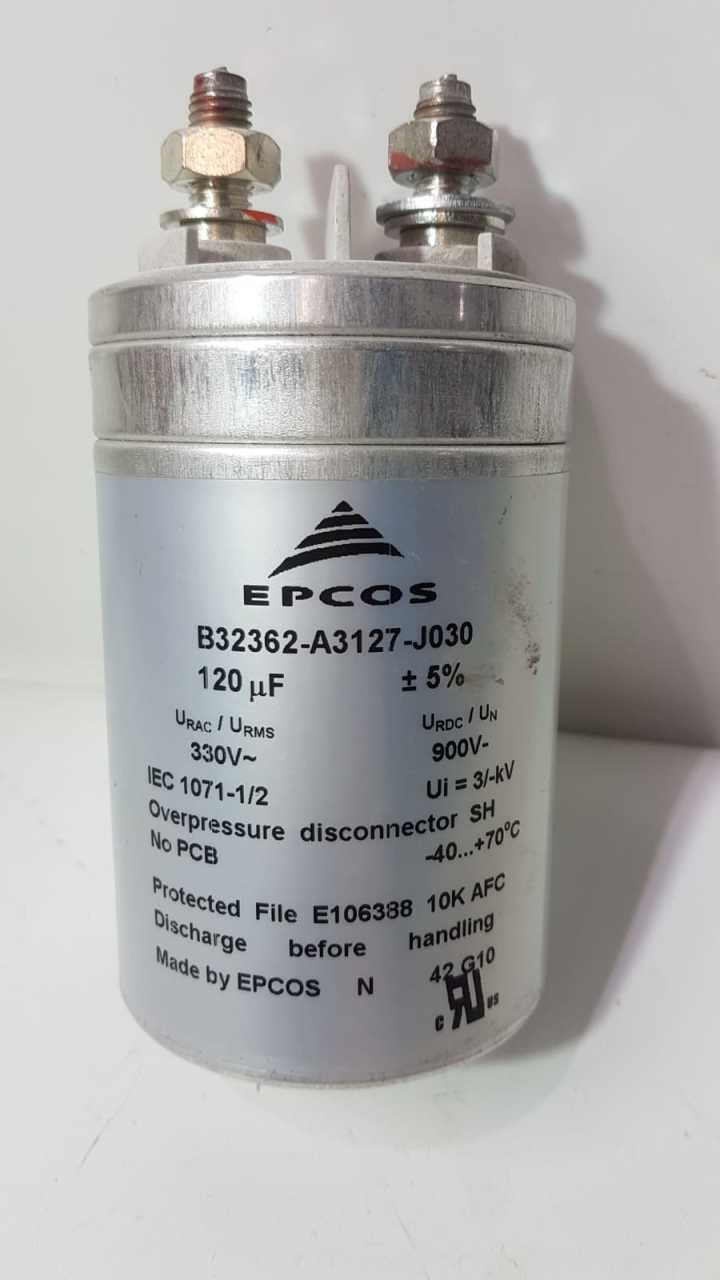 EPCOS
B32362-A3127-J030
120 µF ± 5%
URAC / URMS URDC / UN
330V~ 900V-
IEC 1071-1/2 Ui = 3/-kV
Overpressure disconnector SH
No PCB -40...+70°C
Protected File E106388 10K AFC
Discharge before handling
Made by EPCOS N 42 G10
c RU us